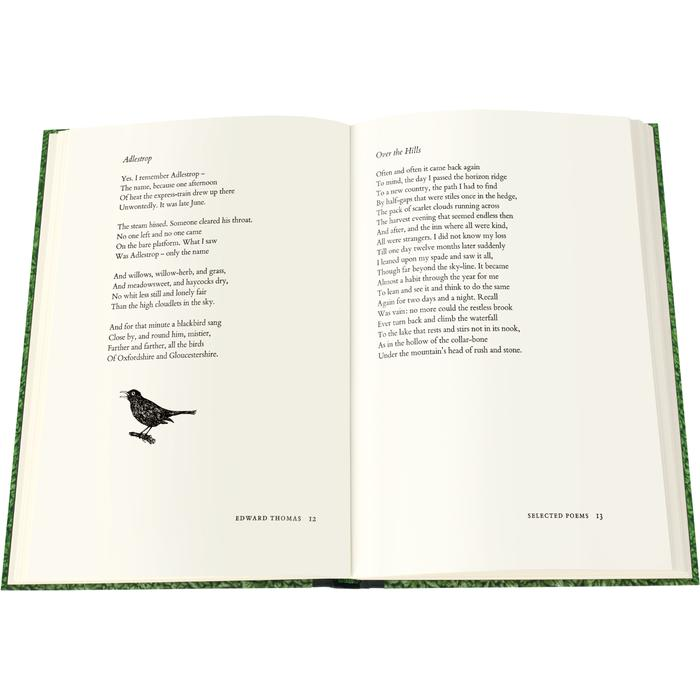 Adlestrop
Yes. I remember Adlestrop –
The name, because one afternoon
Of heat the express-train drew up there
Unwontedly. It was late June.
The steam hissed. Someone cleared his throat.
No one left and no one came
On the bare platform. What I saw
Was Adlestrop – only the name
And willows, willow-herb, and grass,
And meadowsweet, and haycocks dry,
No whit less still and lonely fair
Than the high cloudlets in the sky.
And for that minute a blackbird sang
Close by, and round him, mistier,
Farther and farther, all the birds
Of Oxfordshire and Gloucestershire.
EDWARD THOMAS 12
Over the Hills
Often and often it came back again
To mind, the day I passed the horizon ridge
To a new country, the path I had to find
By half-gaps that were stiles once in the hedge,
The pack of scarlet clouds running across
The harvest evening that seemed endless then
And after, and the inn where all were kind,
All were strangers. I did not know my loss
Till one day twelve months later suddenly
I leaned upon my spade and saw it all,
Though far beyond the sky-line. It became
Almost a habit through the year for me
To lean and see it and think to do the same
Again for two days and a night. Recall
Was vain: no more could the restless brook
Ever turn back and climb the waterfall
To the lake that rests and stirs not in its nook,
As in the hollow of the collar-bone
Under the mountain's head of rush and stone.
SELECTED POEMS 13